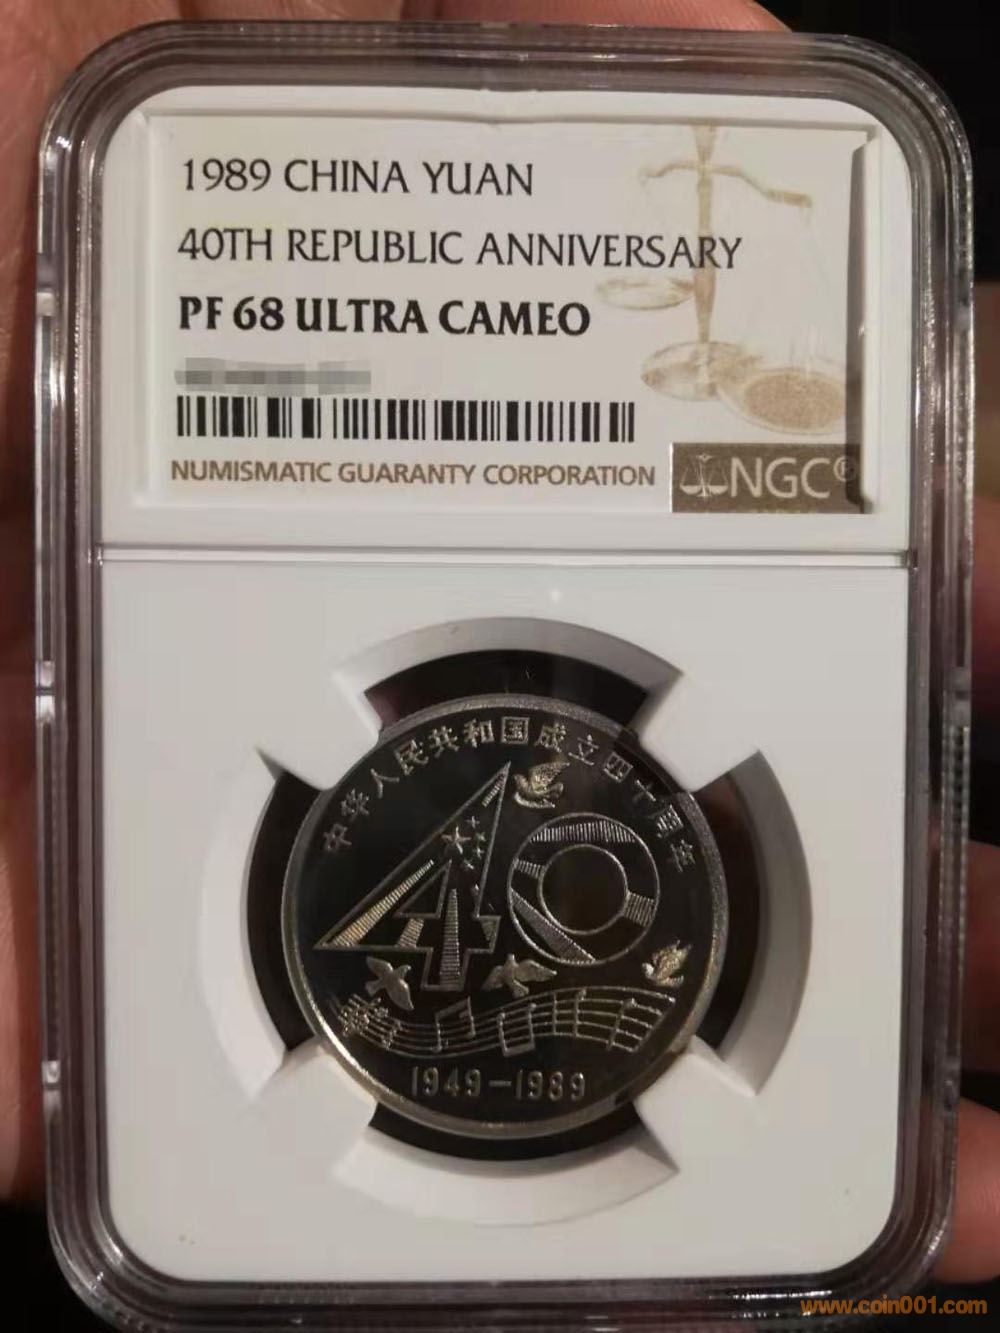 1989 CHINA YUAN
40TH REPUBLIC ANNIVERSARY
PF 68 ULTRA CAMEO
NUMISMATIC GUARANTY CORPORATION
NGC®
中华人民共和国成立四十周年
40
1949-1989
www.coin001.com